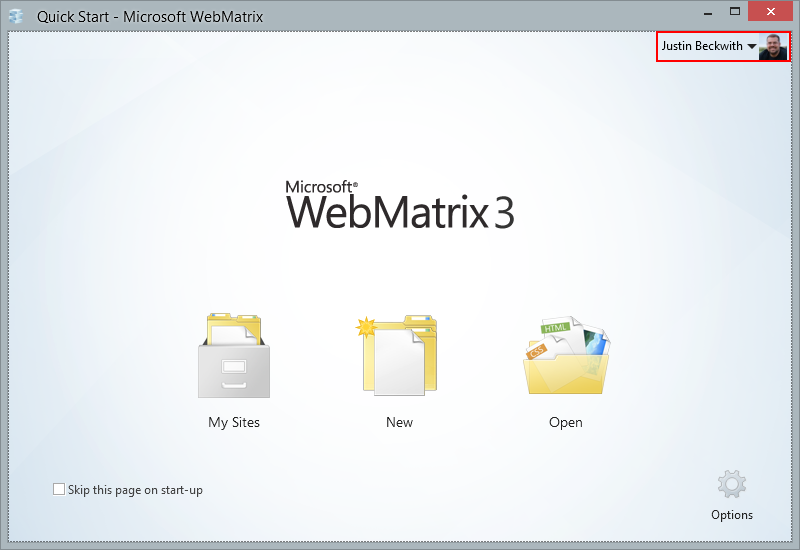 Quick Start - Microsoft WebMatrix
Justin Beckwith
Microsoft®
WebMatrix 3
HTML
CSS
My Sites
New
Open
Skip this page on start-up
Options